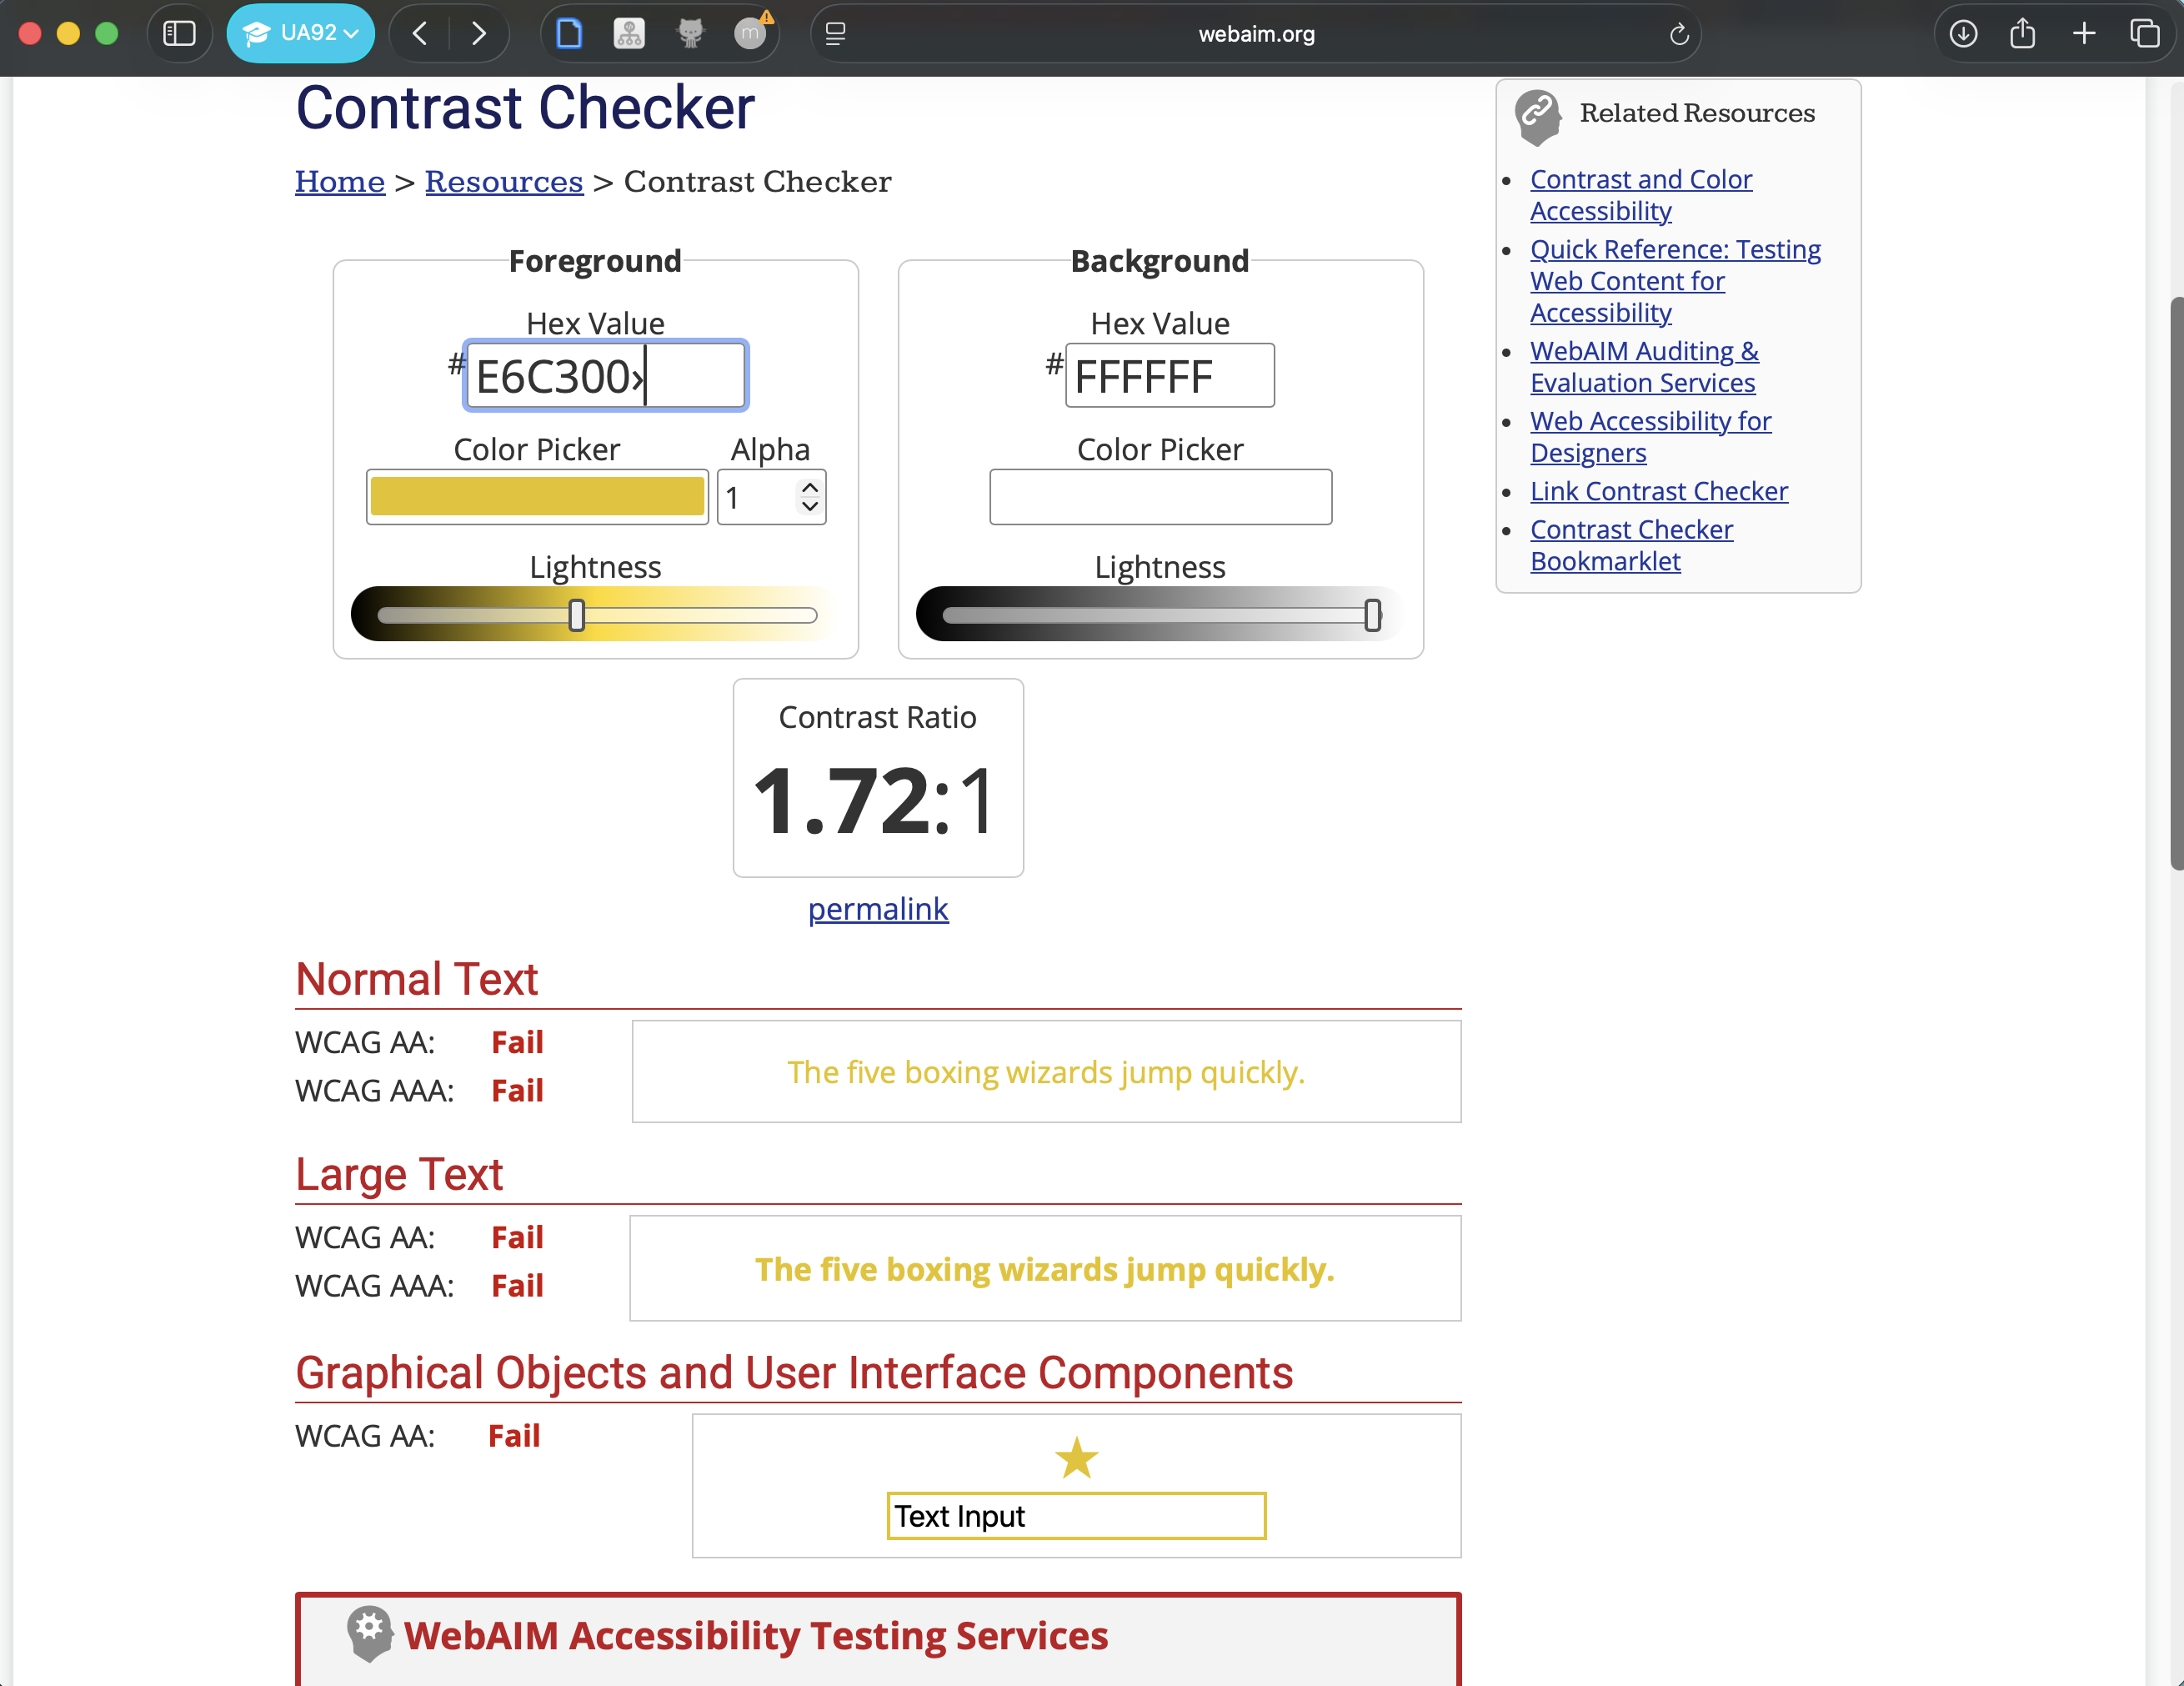 UA92
m
webaim.org
Contrast Checker
Home > Resources > Contrast Checker
Foreground
Hex Value
# E6C300›
Color Picker Alpha
1
Lightness
Background
Hex Value
# FFFFFF
Color Picker
Lightness
Contrast Ratio
1.72:1
permalink
Normal Text
WCAG AA: Fail
WCAG AAA: Fail
The five boxing wizards jump quickly.
Large Text
WCAG AA: Fail
WCAG AAA: Fail
The five boxing wizards jump quickly.
Graphical Objects and User Interface Components
WCAG AA: Fail
Text Input
WebAIM Accessibility Testing Services
Related Resources
Contrast and Color
Accessibility
Quick Reference: Testing
Web Content for
Accessibility
WebAIM Auditing &
Evaluation Services
Web Accessibility for
Designers
Link Contrast Checker
Contrast Checker
Bookmarklet